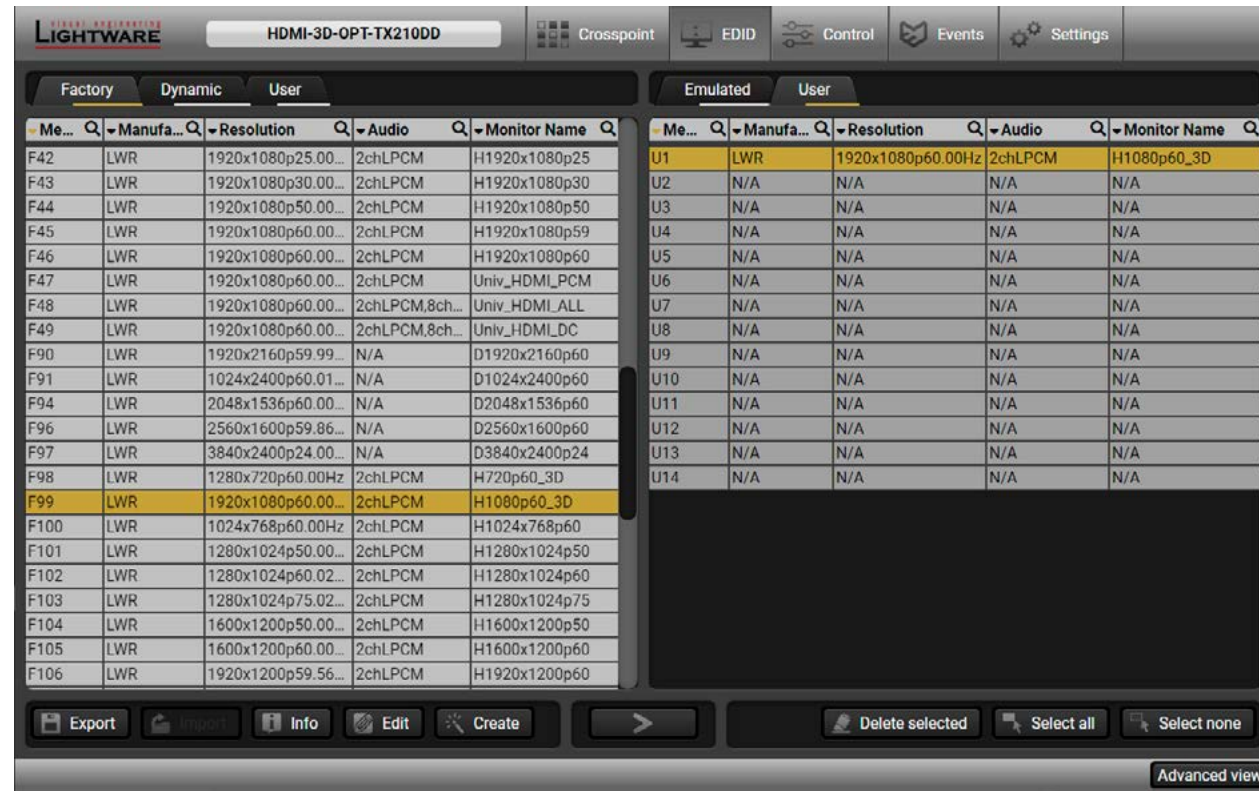 visual engineering
LIGHTWARE HDMI-3D-OPT-TX210DD Crosspoint EDID Control Events Settings
Factory Dynamic User
Me... Manufa... Resolution Audio Monitor Name
F42 LWR 1920x1080p25.00... 2chLPCM H1920x1080p25
F43 LWR 1920x1080p30.00... 2chLPCM H1920x1080p30
F44 LWR 1920x1080p50.00... 2chLPCM H1920x1080p50
F45 LWR 1920x1080p60.00... 2chLPCM H1920x1080p59
F46 LWR 1920x1080p60.00... 2chLPCM H1920x1080p60
F47 LWR 1920x1080p60.00... 2chLPCM Univ_HDMI_PCM
F48 LWR 1920x1080p60.00... 2chLPCM,8ch... Univ_HDMI_ALL
F49 LWR 1920x1080p60.00... 2chLPCM,8ch... Univ_HDMI_DC
F90 LWR 1920x2160p59.99... N/A D1920x2160p60
F91 LWR 1024x2400p60.01... N/A D1024x2400p60
F94 LWR 2048x1536p60.00... N/A D2048x1536p60
F96 LWR 2560x1600p59.86... N/A D2560x1600p60
F97 LWR 3840x2400p24.00... N/A D3840x2400p24
F98 LWR 1280x720p60.00Hz 2chLPCM H720p60_3D
F99 LWR 1920x1080p60.00... 2chLPCM H1080p60_3D
F100 LWR 1024x768p60.00Hz 2chLPCM H1024x768p60
F101 LWR 1280x1024p50.00... 2chLPCM H1280x1024p50
F102 LWR 1280x1024p60.02... 2chLPCM H1280x1024p60
F103 LWR 1280x1024p75.02... 2chLPCM H1280x1024p75
F104 LWR 1600x1200p50.00... 2chLPCM H1600x1200p50
F105 LWR 1600x1200p60.00... 2chLPCM H1600x1200p60
F106 LWR 1920x1200p59.56... 2chLPCM H1920x1200p60
Emulated User
Me... Manufa... Resolution Audio Monitor Name
U1 LWR 1920x1080p60.00Hz 2chLPCM H1080p60_3D
U2 N/A N/A N/A N/A
U3 N/A N/A N/A N/A
U4 N/A N/A N/A N/A
U5 N/A N/A N/A N/A
U6 N/A N/A N/A N/A
U7 N/A N/A N/A N/A
U8 N/A N/A N/A N/A
U9 N/A N/A N/A N/A
U10 N/A N/A N/A N/A
U11 N/A N/A N/A N/A
U12 N/A N/A N/A N/A
U13 N/A N/A N/A N/A
U14 N/A N/A N/A N/A
Export Import Info Edit Create > Delete selected Select all Select none
Advanced view